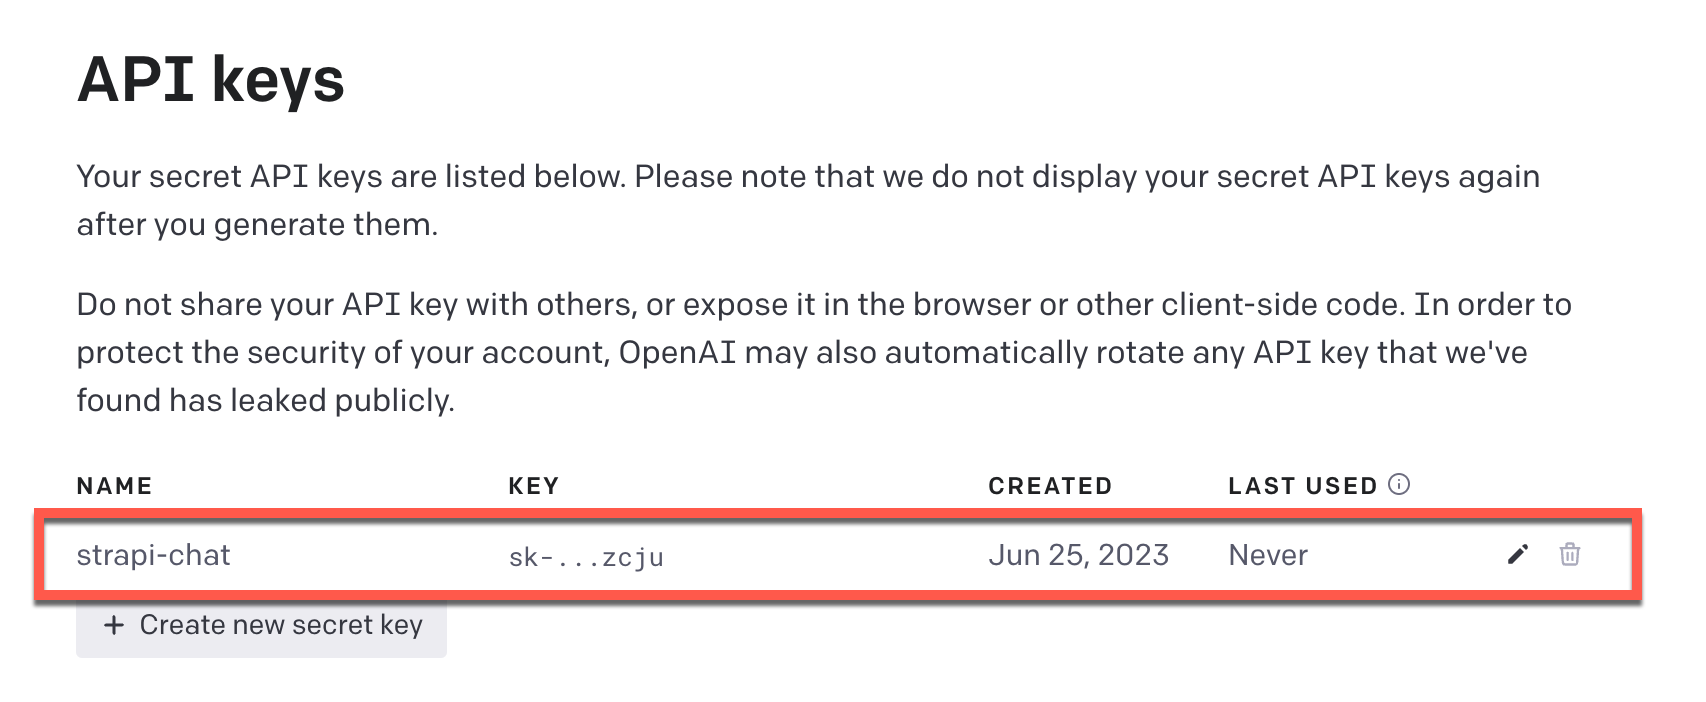 API keys
Your secret API keys are listed below. Please note that we do not display your secret API keys again
after you generate them.
Do not share your API key with others, or expose it in the browser or other client-side code. In order to
protect the security of your account, OpenAI may also automatically rotate any API key that we've
found has leaked publicly.
NAME KEY CREATED LAST USED
strapi-chat sk-...zcju Jun 25, 2023 Never
+ Create new secret key